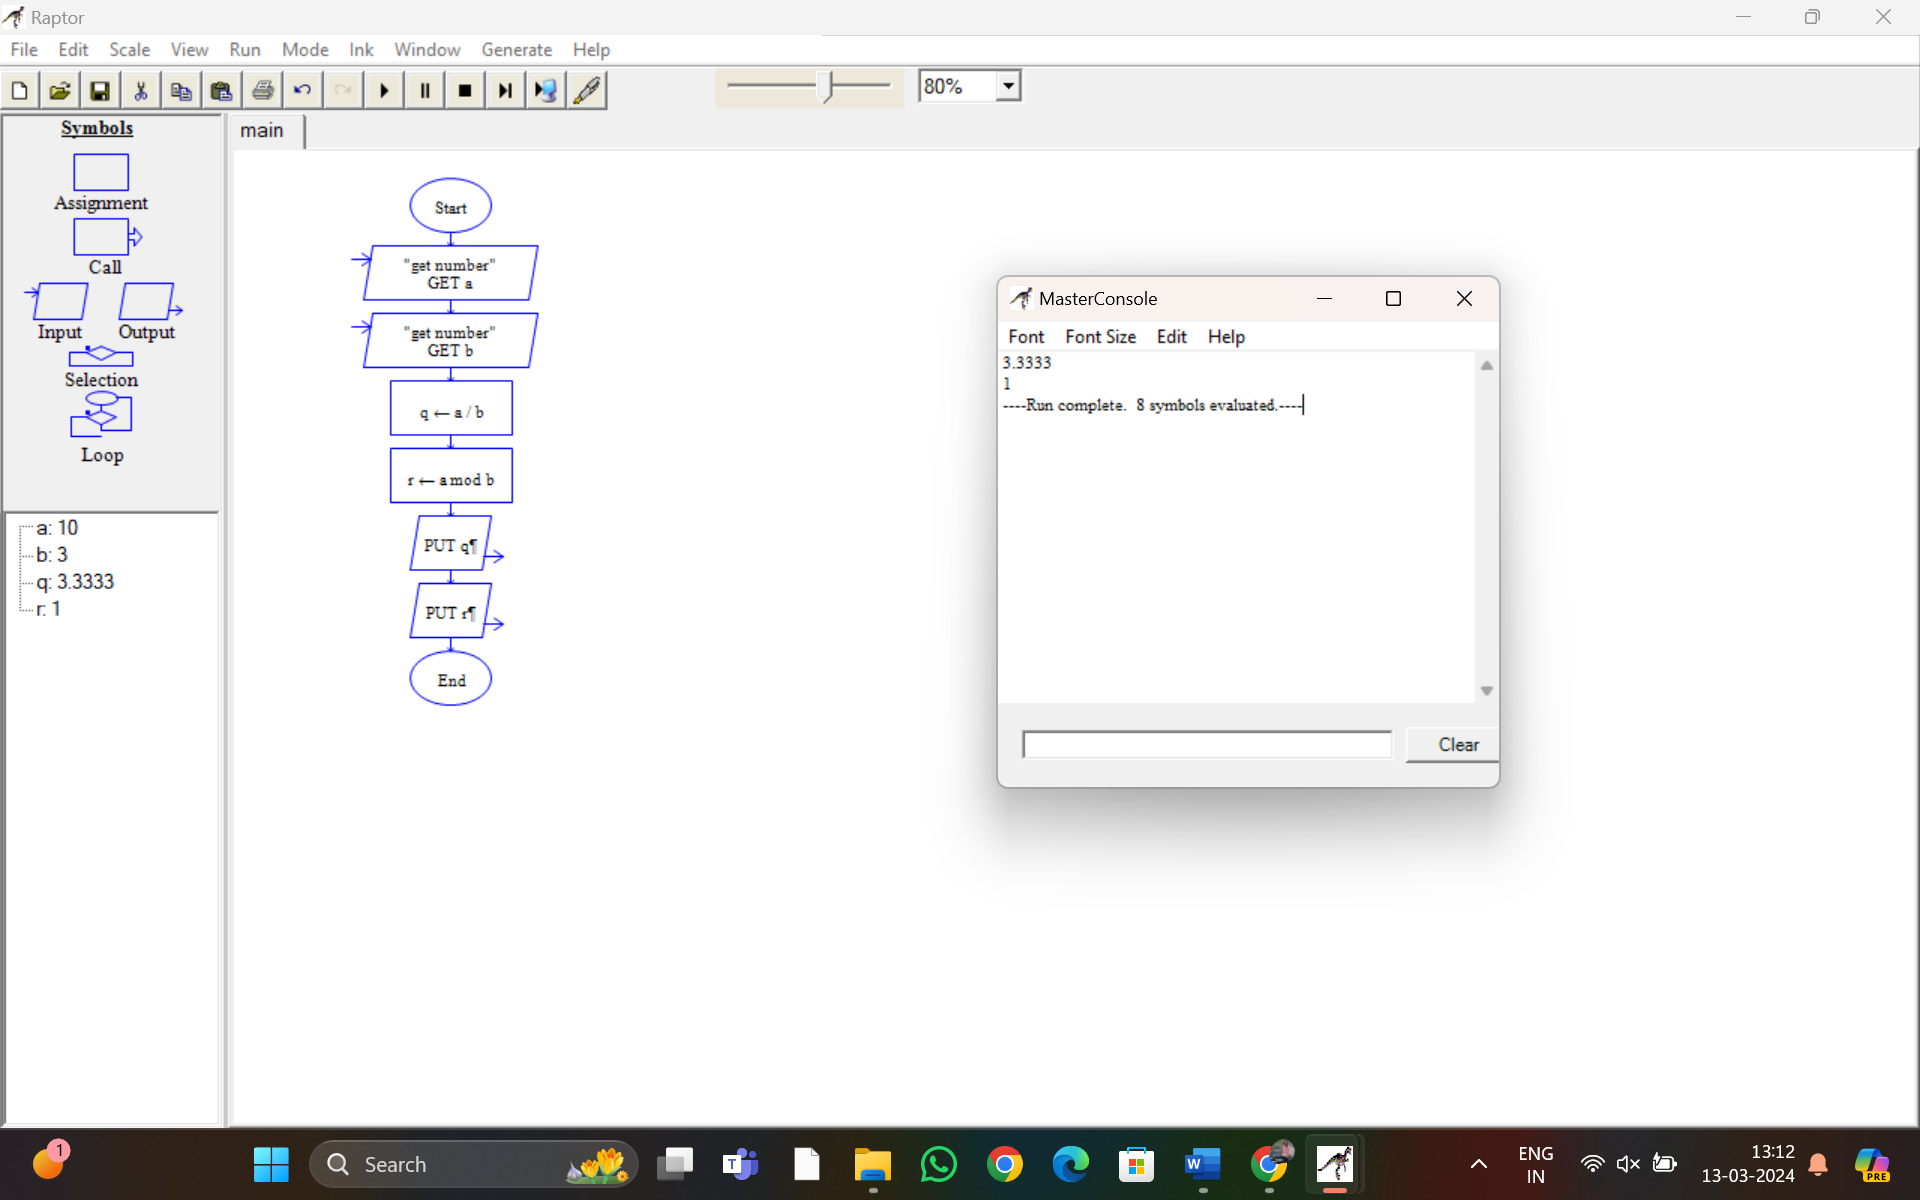 Raptor
File Edit Scale View Run Mode Ink Window Generate Help
80%
Symbols
Assignment
Call
Input Output
Selection
Loop
a: 10
b: 3
q: 3.3333
r: 1
main
Start
"get number"
GET a
"get number"
GET b
q ← a / b
r ← a mod b
PUT q¶
PUT r¶
End
MasterConsole
Font Font Size Edit Help
3.3333
1
----Run complete. 8 symbols evaluated.----
Clear
1
Search
T
W
ENG
IN
13:12
13-03-2024
PRE